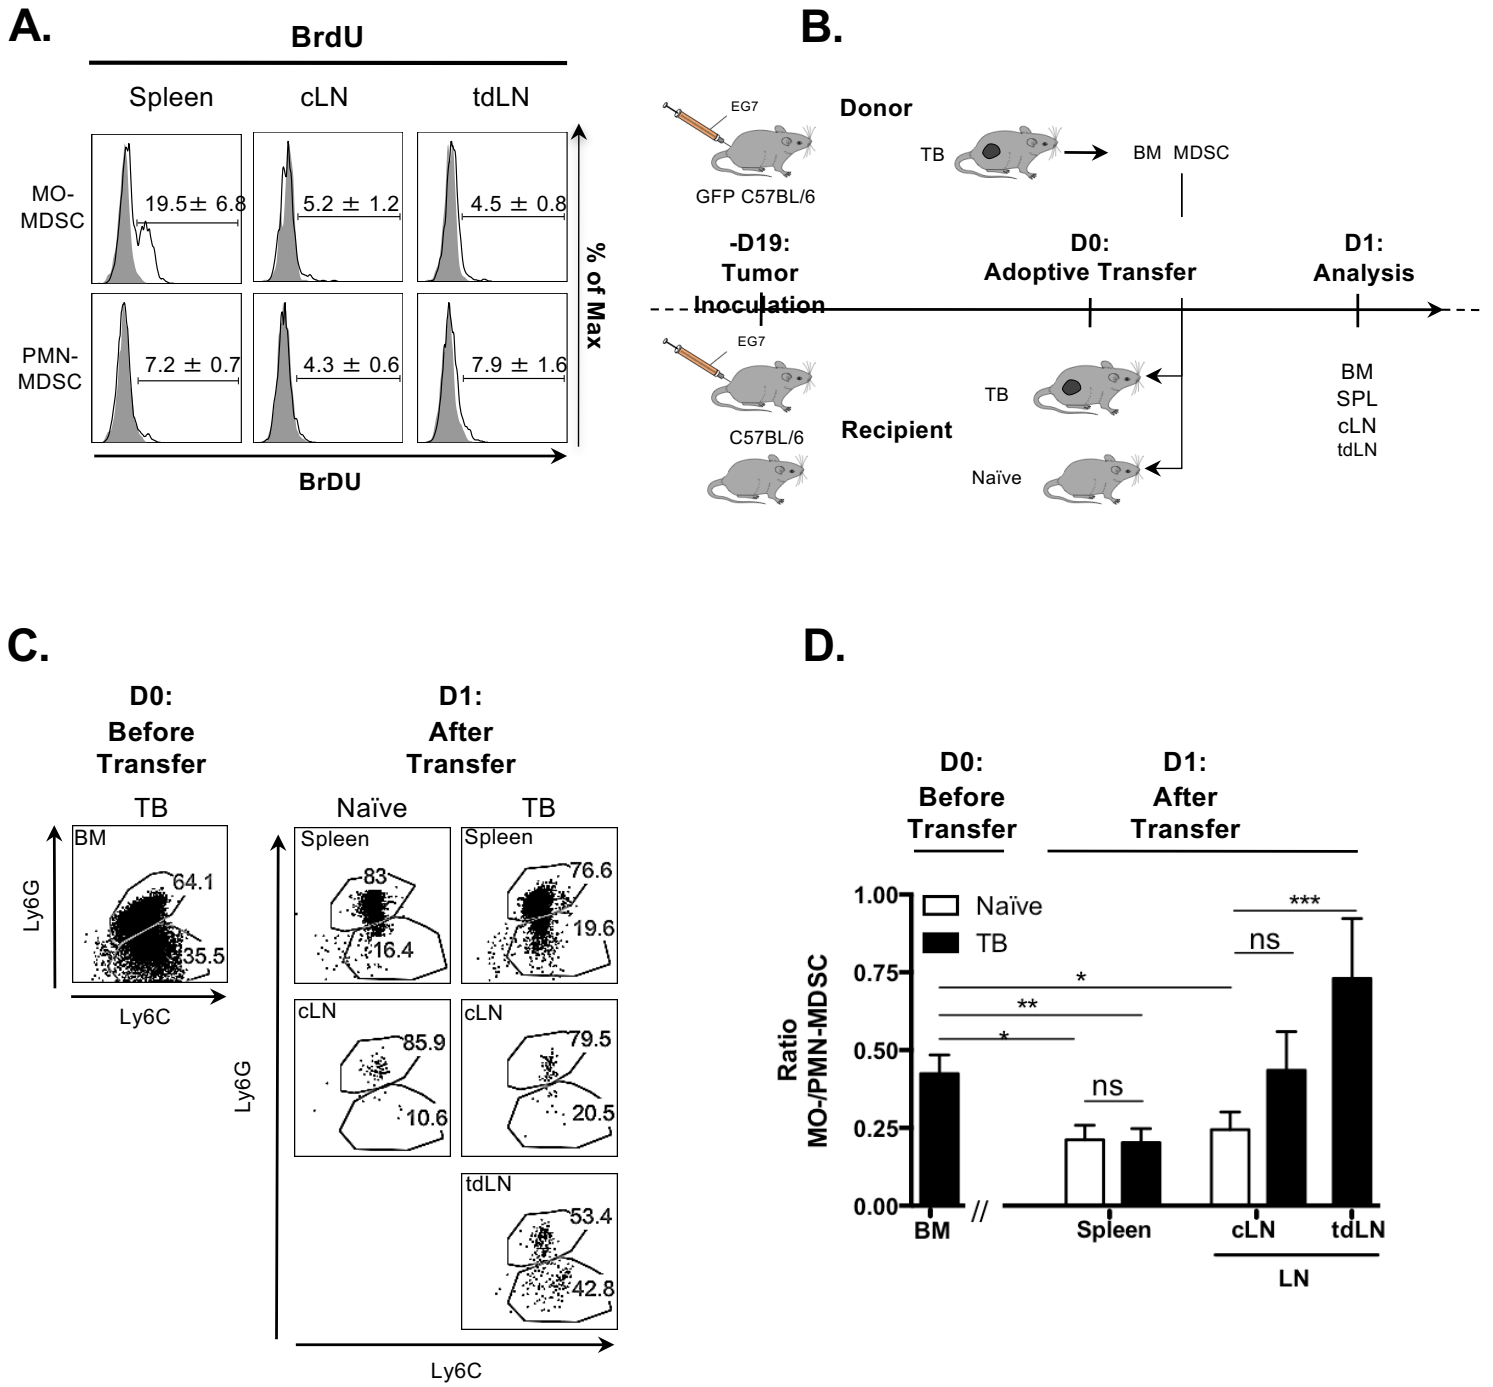 A.
BrdU
Spleen cLN tdLN
MO-
MDSC
19.5± 6.8 5.2 ± 1.2 4.5 ± 0.8
PMN-
MDSC
7.2 ± 0.7 4.3 ± 0.6 7.9 ± 1.6
% of Max
BrDU
B.
EG7
GFP C57BL/6
Donor
TB
BM MDSC
-D19:
Tumor
Inoculation
D0:
Adoptive Transfer
D1:
Analysis
EG7
C57BL/6
Recipient
TB
Naïve
BM
SPL
cLN
tdLN
C.
D0:
Before
Transfer
TB
D1:
After
Transfer
Naïve TB
BM
64.1
35.5
Ly6G
Ly6C
Spleen
83
16.4
Spleen
76.6
19.6
cLN
85.9
10.6
cLN
79.5
20.5
tdLN
53.4
42.8
Ly6G
Ly6C
D.
D0:
Before
Transfer
D1:
After
Transfer
Naïve
TB
Ratio
MO-/PMN-MDSC
1.00
0.75
0.50
0.25
0.00
***
ns
*
**
*
ns
//
BM Spleen cLN tdLN
LN